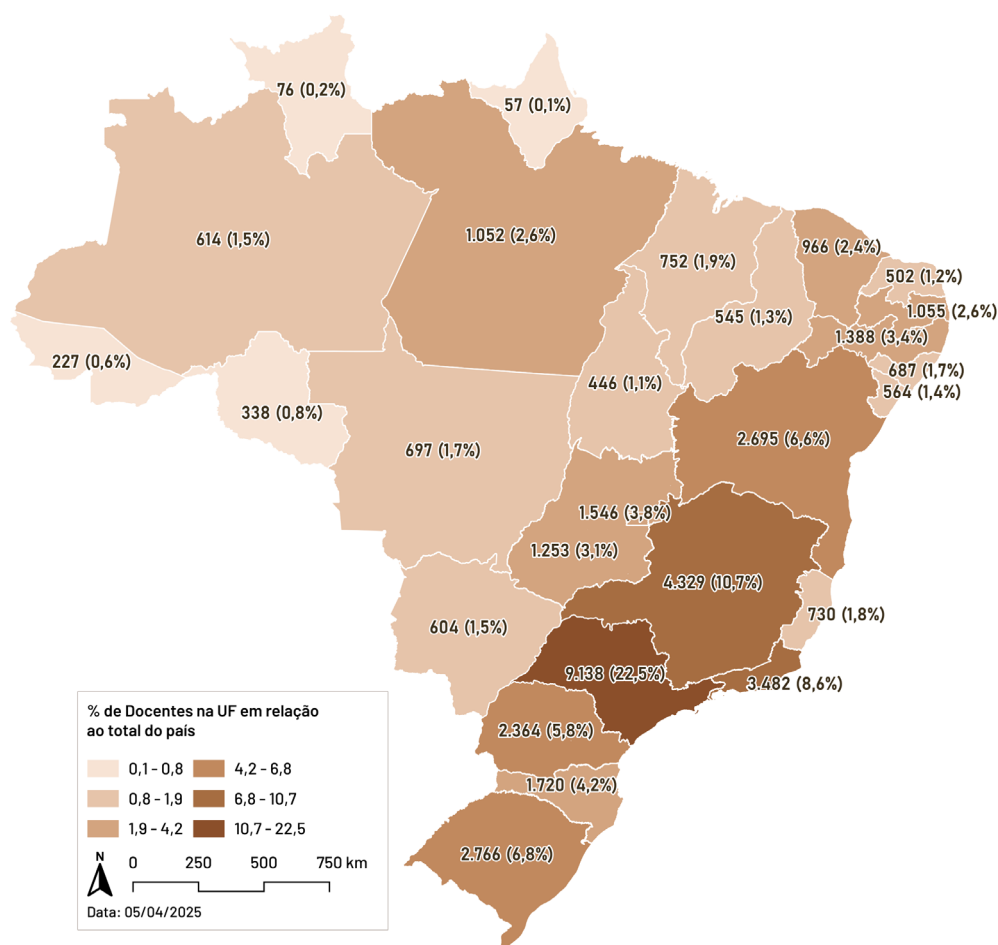 76 (0,2%)
57 (0,1%)
614 (1,5%)
1.052 (2,6%)
752 (1,9%)
966 (2,4%)
502 (1,2%)
545 (1,3%)
1.055 (2,6%)
1.388 (3,4%)
227 (0,6%)
338 (0,8%)
446 (1,1%)
687 (1,7%)
564 (1,4%)
697 (1,7%)
2.695 (6,6%)
1.546 (3,8%)
1.253 (3,1%)
4.329 (10,7%)
604 (1,5%)
730 (1,8%)
9.138 (22,5%)
3.482 (8,6%)
2.364 (5,8%)
1.720 (4,2%)
2.766 (6,8%)
% de Docentes na UF em relação
ao total do país
0,1 - 0,8
4,2 - 6,8
0,8 - 1,9
6,8 - 10,7
1,9 - 4,2
10,7 - 22,5
N
0 250 500 750 km
Data: 05/04/2025